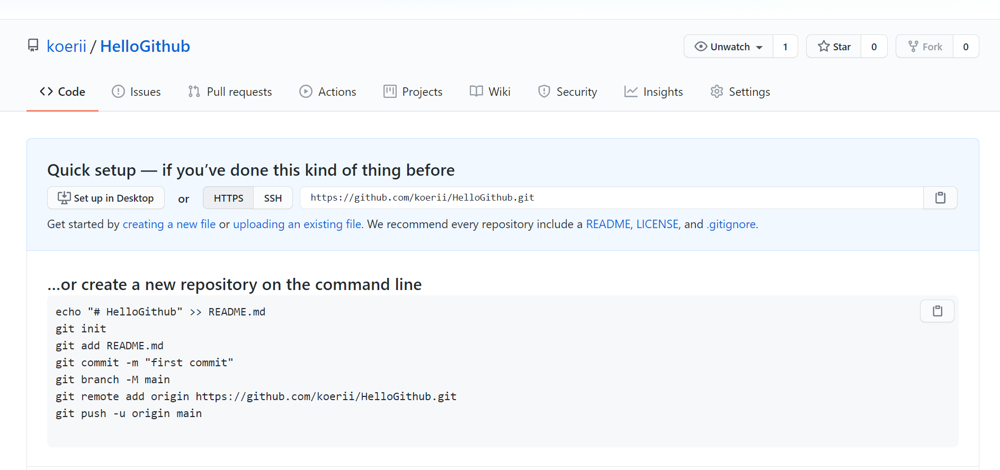 koerii / HelloGithub
Unwatch 1 Star 0 Fork 0
Code Issues Pull requests Actions Projects Wiki Security Insights Settings
Quick setup — if you’ve done this kind of thing before
Set up in Desktop or HTTPS SSH https://github.com/koerii/HelloGithub.git
Get started by creating a new file or uploading an existing file. We recommend every repository include a README, LICENSE, and .gitignore.
…or create a new repository on the command line
echo "# HelloGithub" >> README.md
git init
git add README.md
git commit -m "first commit"
git branch -M main
git remote add origin https://github.com/koerii/HelloGithub.git
git push -u origin main